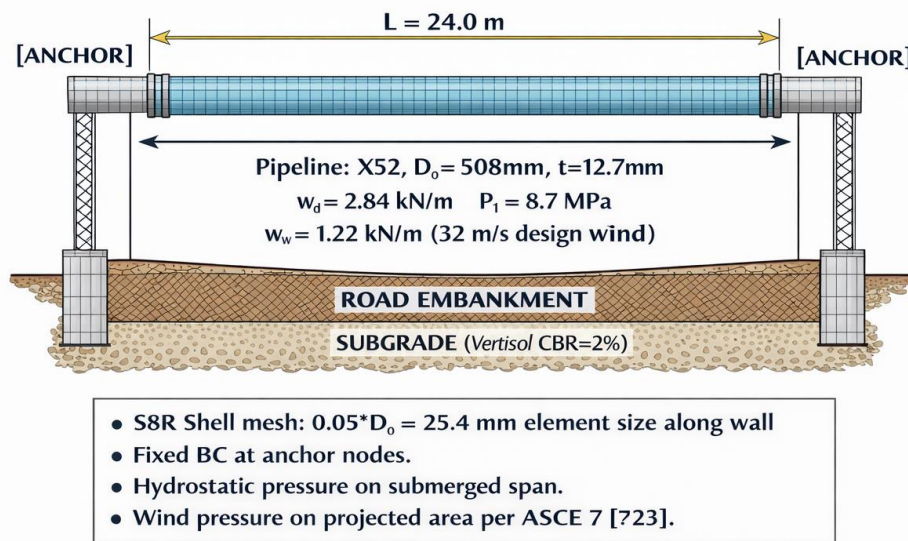 L = 24.0 m
[ANCHOR]
[ANCHOR]
Pipeline: X52, Dₒ= 508mm, t=12.7mm
w_d = 2.84 kN/m P₁ = 8.7 MPa
w_w = 1.22 kN/m (32 m/s design wind)
ROAD EMBANKMENT
SUBGRADE (Vertisol CBR=2%)
• S8R Shell mesh: 0.05*Dₒ = 25.4 mm element size along wall
• Fixed BC at anchor nodes.
• Hydrostatic pressure on submerged span.
• Wind pressure on projected area per ASCE 7 [?23].